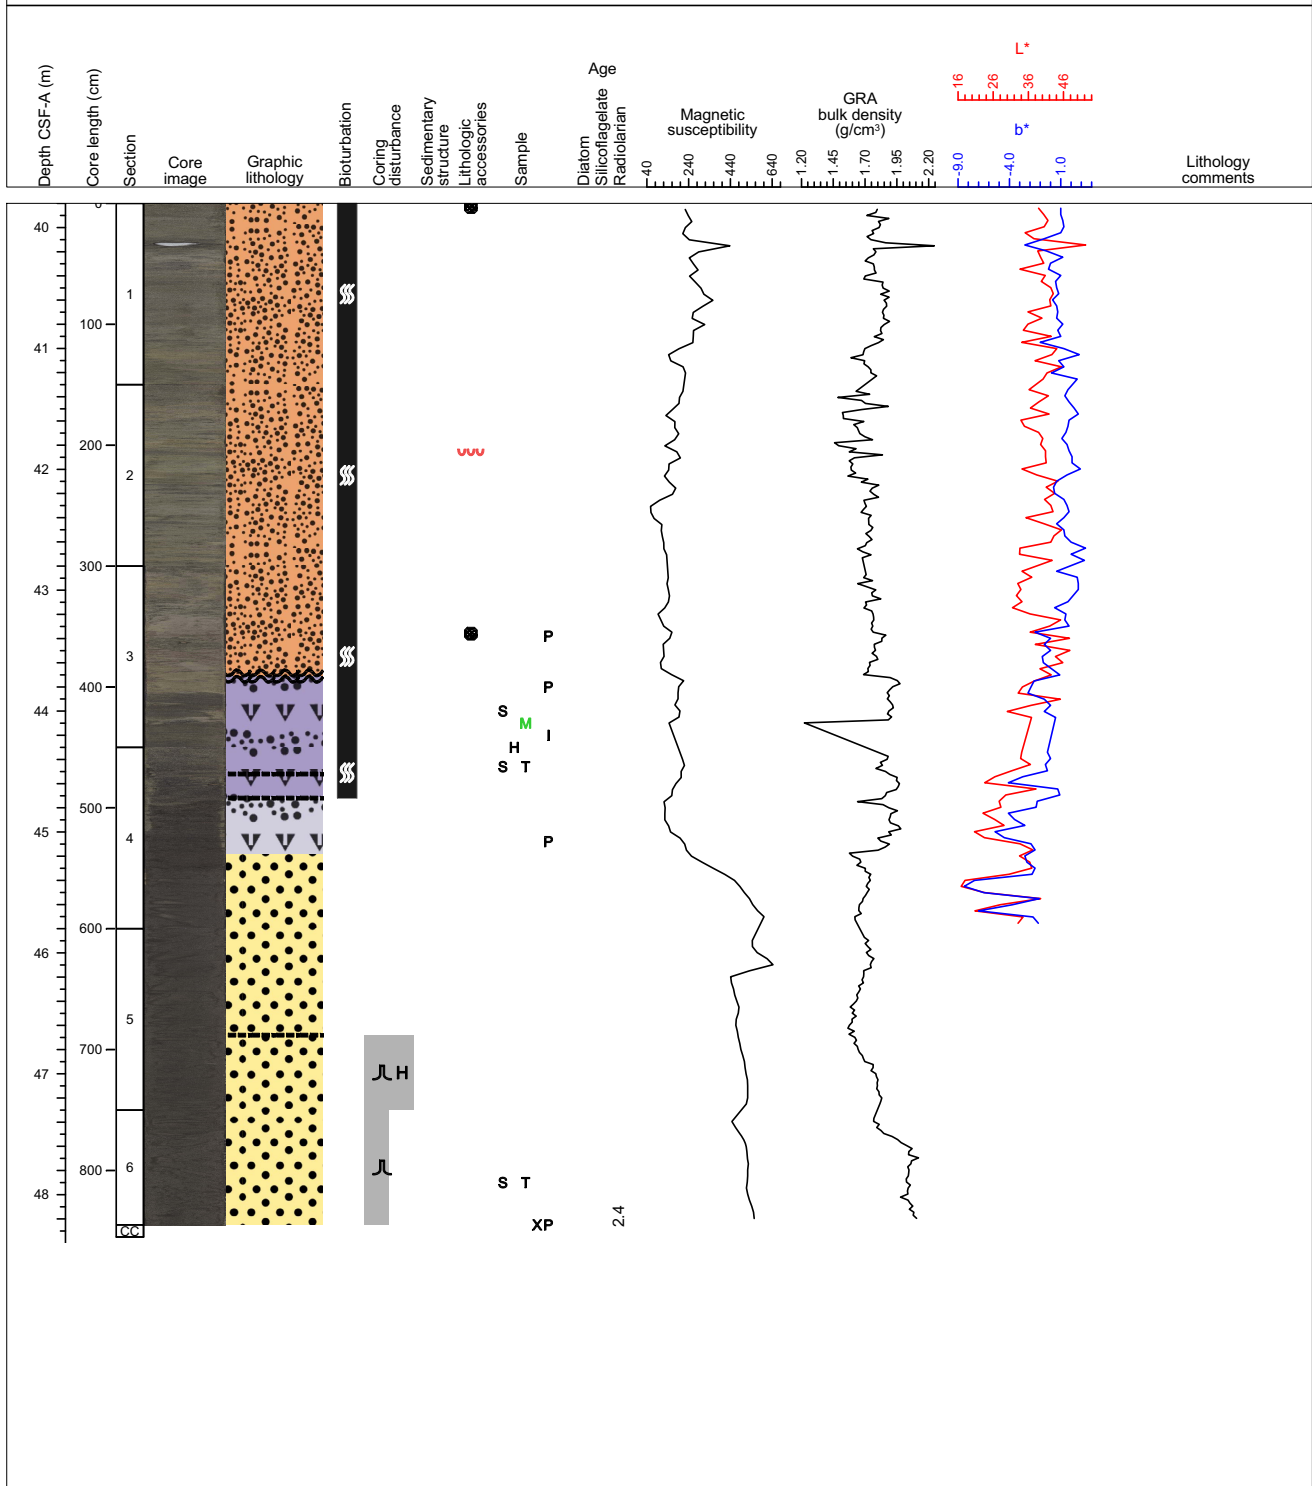 Depth CSF-A (m)
Core length (cm)
Section
Core
image
Graphic
lithology
Bioturbation
Coring
disturbance
Sedimentary
structure
Lithologic
accessories
Sample
Age
Diatom
Silicoflagelate
Radiolarian
Magnetic
susceptibility
40 240 440 640
GRA
bulk density
(g/cm³)
1.20 1.45 1.70 1.95 2.20
L*
16 26 36 46
b*
-9.0 -4.0 1.0
Lithology
comments
0
40
1
100
41
200
42
2
300
43
P
3
400
P
44
S
M
I
H
S T
500
45
4
P
600
46
5
700
47
H
6
800
48
S T
XP
2.4
CC